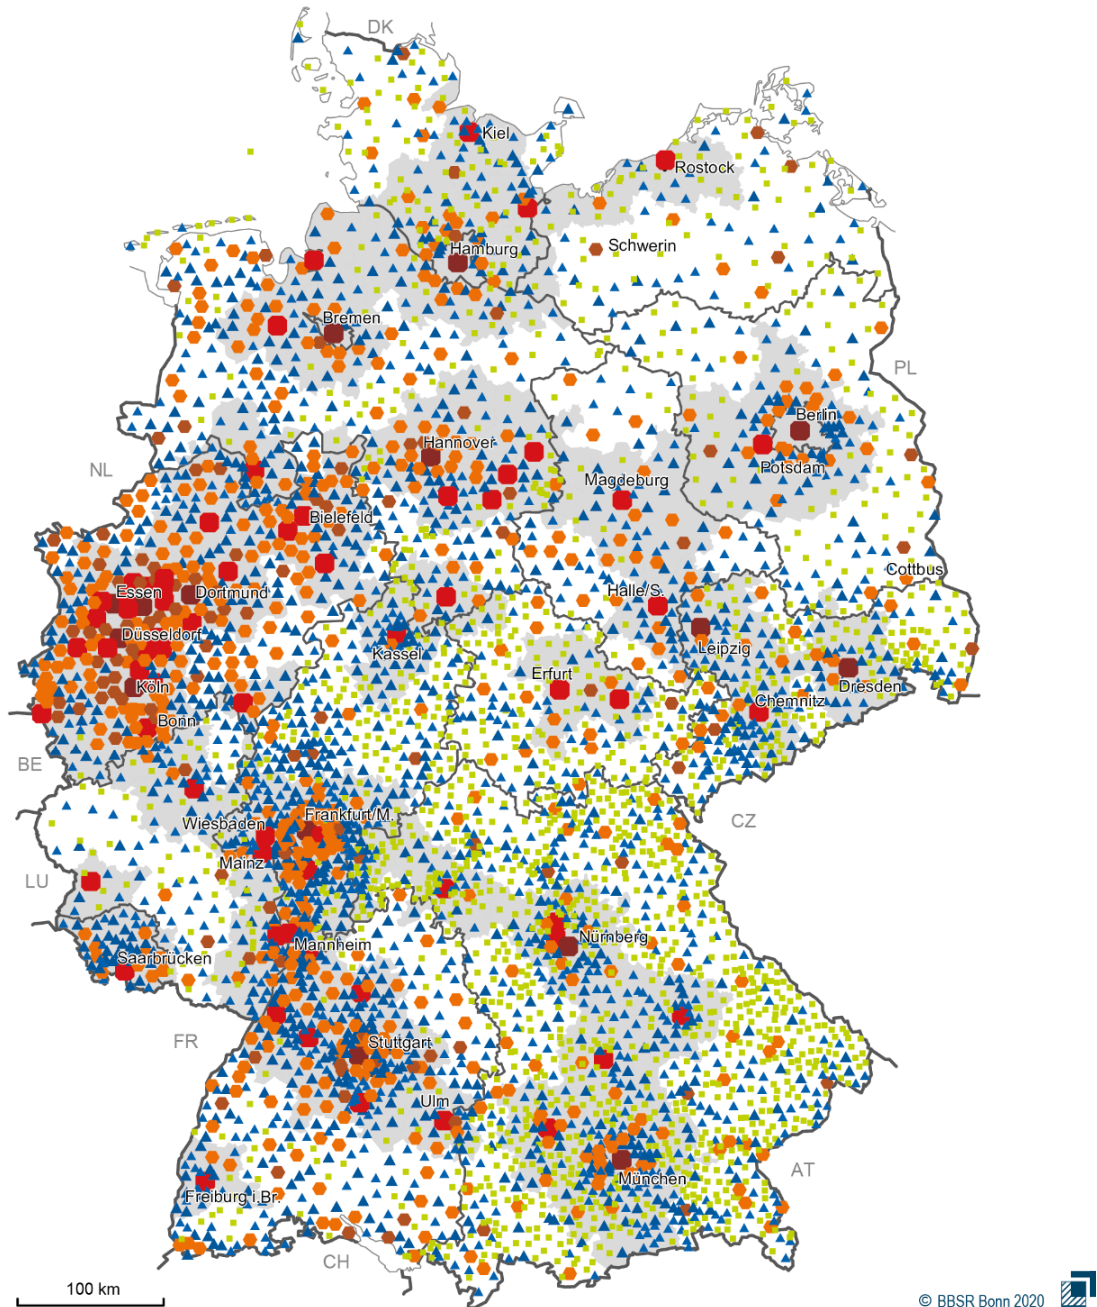 DK
Kiel
Rostock
Hamburg
Schwerin
Bremen
PL
Berlin
Hannover
Potsdam
NL
Magdeburg
Bielefeld
Cottbus
Essen
Dortmund
Halle/S.
Düsseldorf
Leipzig
Kassel
Erfurt
Dresden
Köln
Chemnitz
Bonn
BE
Frankfurt/M.
Wiesbaden
CZ
Mainz
LU
Nürnberg
Mannheim
Saarbrücken
FR
Stuttgart
Ulm
AT
München
Freiburg i.Br.
CH
100 km
© BBSR Bonn 2020